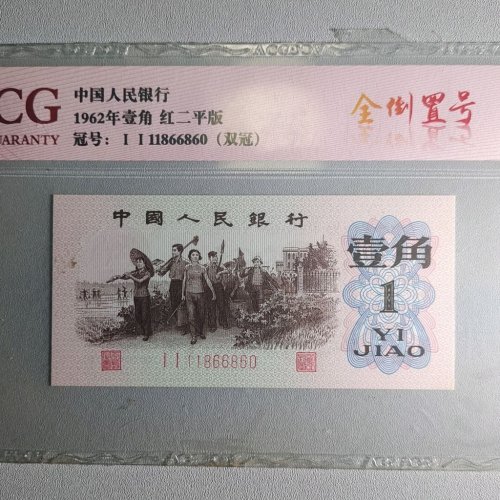 CG
UARANTY
中国人民银行
1962年壹角 红二平版
冠号: I I 11866860 (双冠)
全倒置号
中國人民銀行
壹角
1
YI
JIAO
I I 11866860